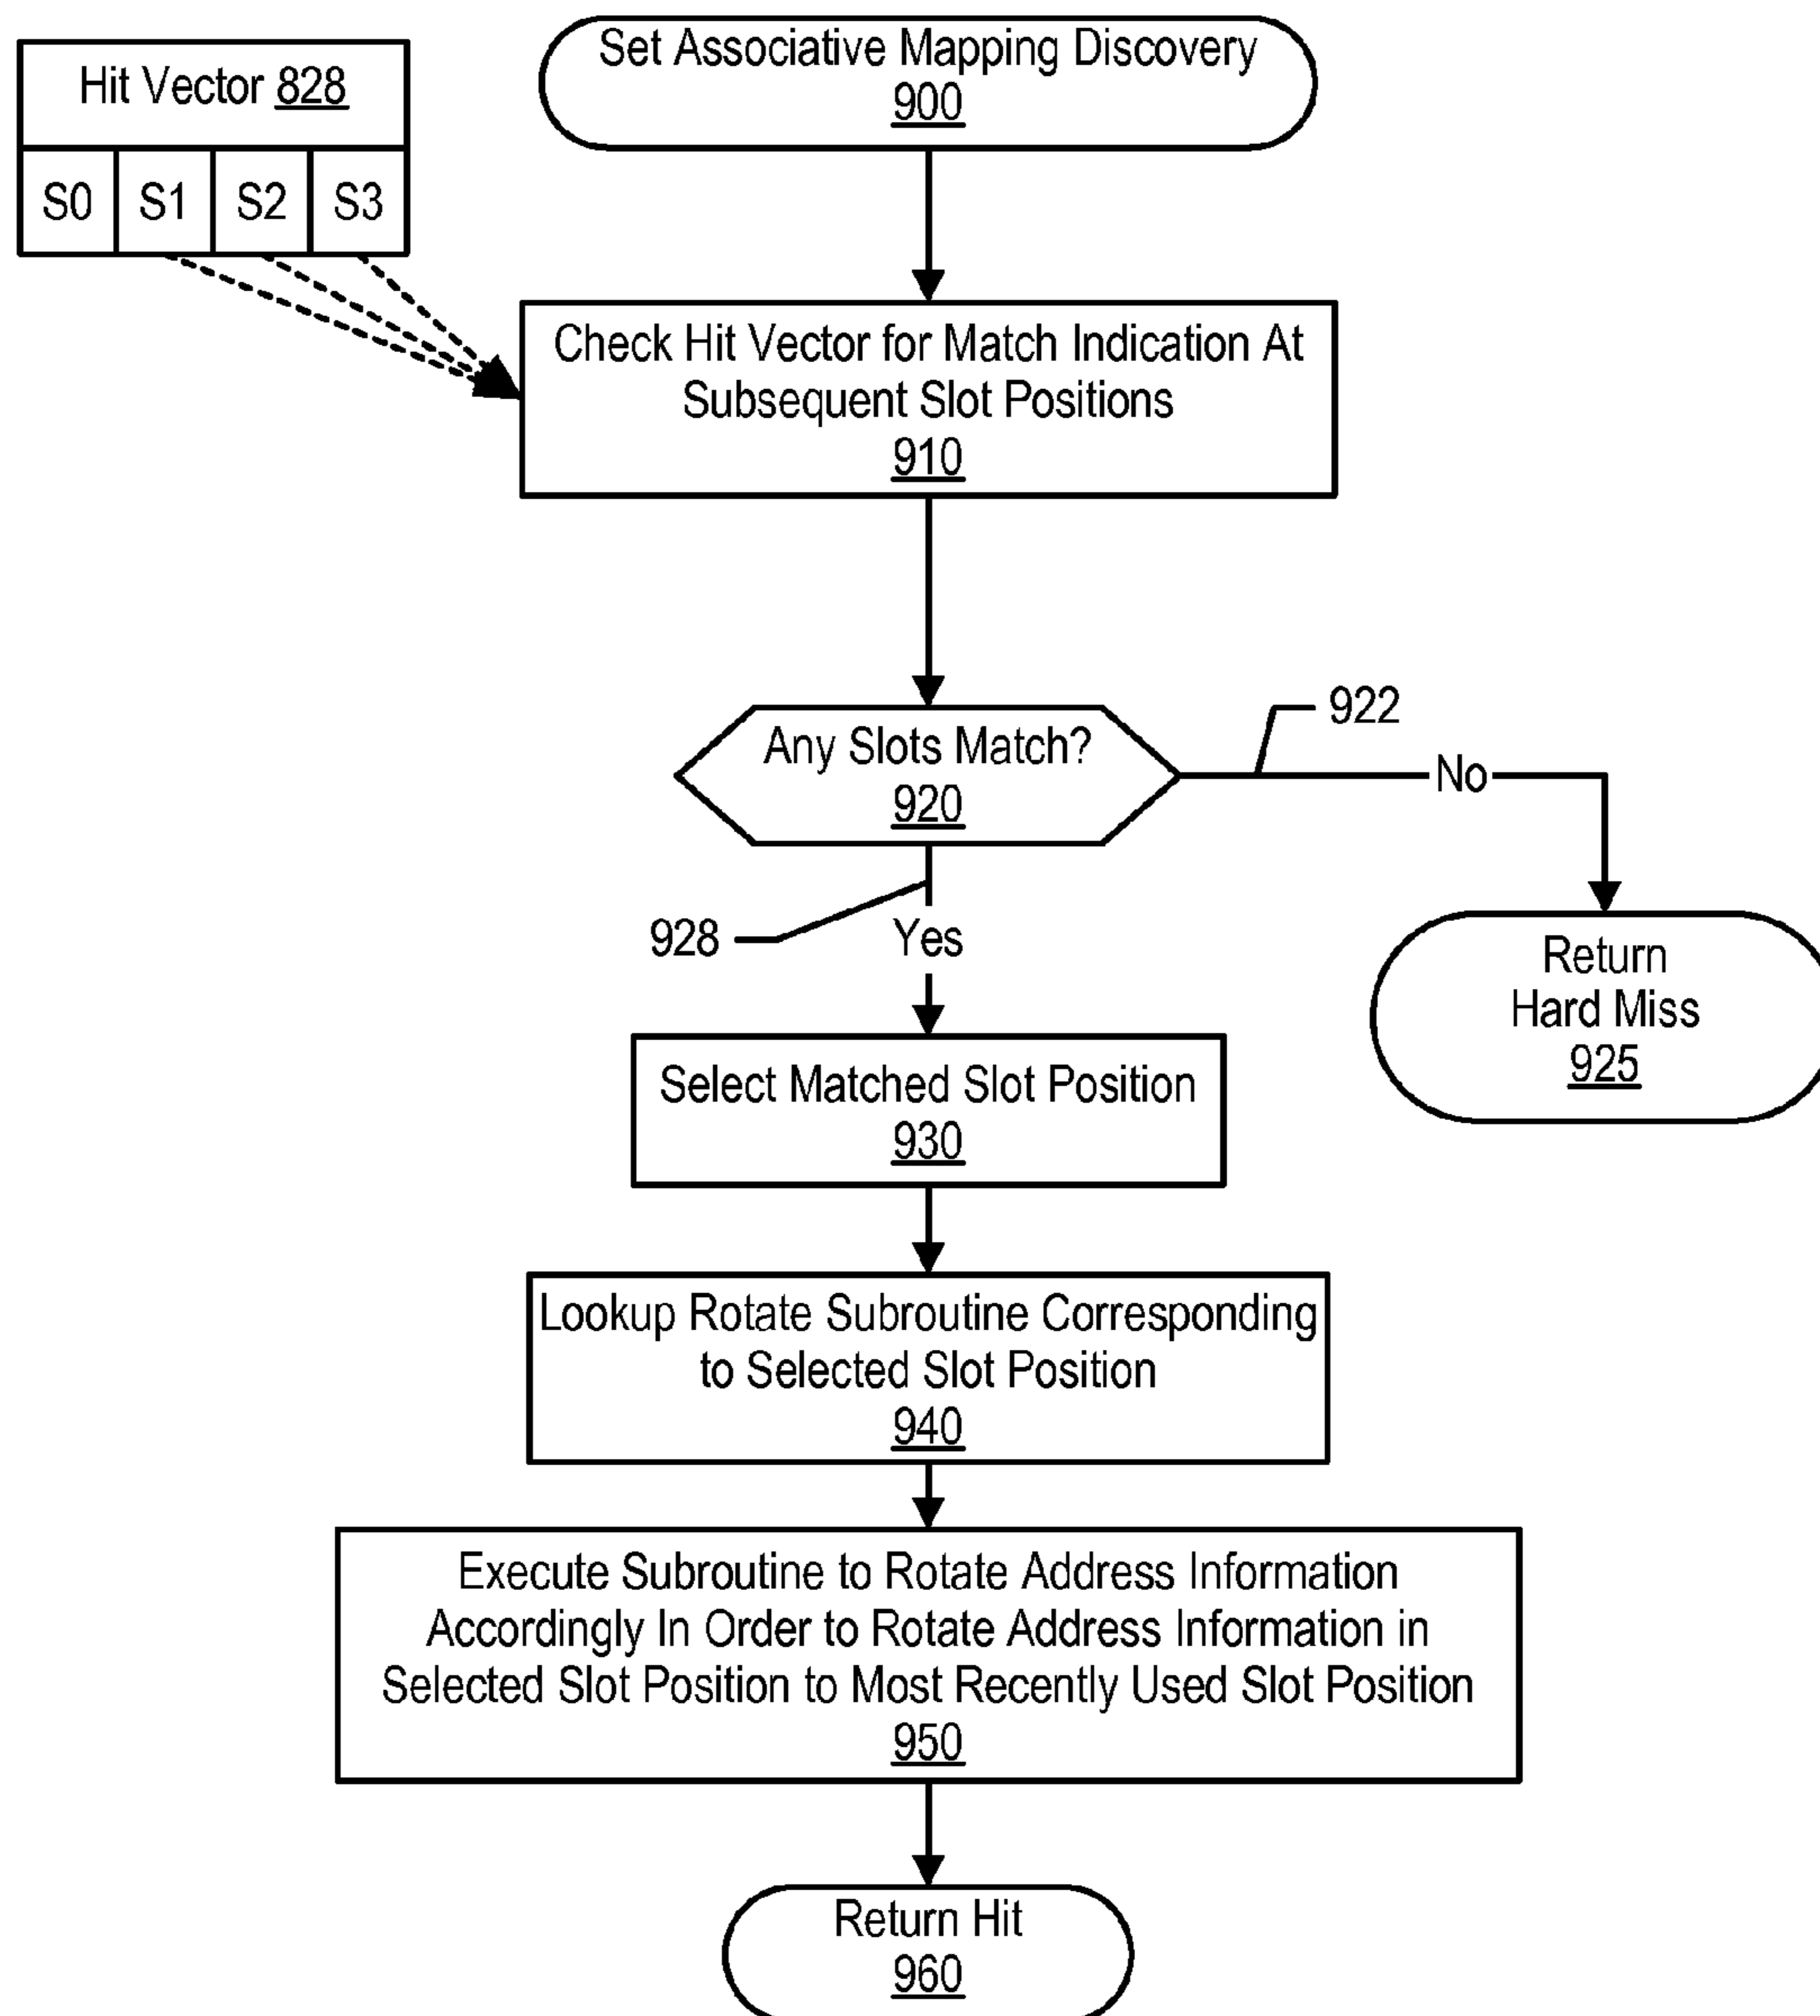 Hit Vector 828
S0 S1 S2 S3
Set Associative Mapping Discovery
900
Check Hit Vector for Match Indication At
Subsequent Slot Positions
910
Any Slots Match?
920
922
No
928
Yes
Return
Hard Miss
925
Select Matched Slot Position
930
Lookup Rotate Subroutine Corresponding
to Selected Slot Position
940
Execute Subroutine to Rotate Address Information
Accordingly In Order to Rotate Address Information in
Selected Slot Position to Most Recently Used Slot Position
950
Return Hit
960